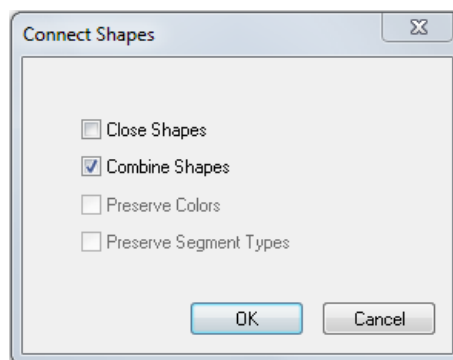 Connect Shapes
Close Shapes
Combine Shapes
Preserve Colors
Preserve Segment Types
OK Cancel